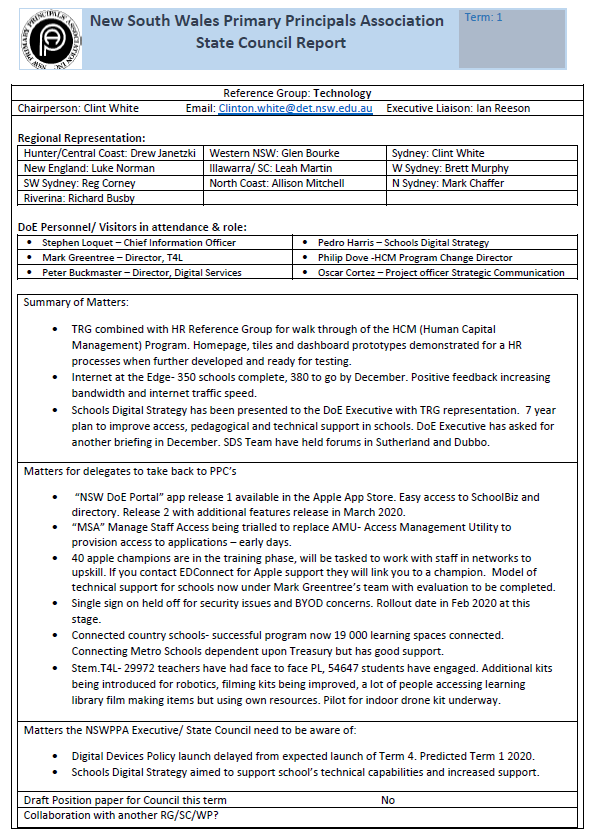 New South Wales Primary Principals Association
State Council Report
Term: 1
Reference Group: Technology
Chairperson: Clint White Email: Clinton.white@det.nsw.edu.au Executive Liaison: Ian Reeson
Regional Representation:
Hunter/Central Coast: Drew Janetzki Western NSW: Glen Bourke Sydney: Clint White
New England: Luke Norman Illawarra/ SC: Leah Martin W Sydney: Brett Murphy
SW Sydney: Reg Corney North Coast: Allison Mitchell N Sydney: Mark Chaffer
Riverina: Richard Busby
DoE Personnel/ Visitors in attendance & role:
• Stephen Loquet – Chief Information Officer • Pedro Harris – Schools Digital Strategy
• Mark Greentree – Director, T4L • Philip Dove -HCM Program Change Director
• Peter Buckmaster – Director, Digital Services • Oscar Cortez – Project officer Strategic Communication
Summary of Matters:
• TRG combined with HR Reference Group for walk through of the HCM (Human Capital
Management) Program. Homepage, tiles and dashboard prototypes demonstrated for a HR
processes when further developed and ready for testing.
• Internet at the Edge- 350 schools complete, 380 to go by December. Positive feedback increasing
bandwidth and internet traffic speed.
• Schools Digital Strategy has been presented to the DoE Executive with TRG representation. 7 year
plan to improve access, pedagogical and technical support in schools. DoE Executive has asked for
another briefing in December. SDS Team have held forums in Sutherland and Dubbo.
Matters for delegates to take back to PPC's
• "NSW DoE Portal" app release 1 available in the Apple App Store. Easy access to SchoolBiz and
directory. Release 2 with additional features release in March 2020.
• "MSA" Manage Staff Access being trialled to replace AMU- Access Management Utility to
provision access to applications – early days.
• 40 apple champions are in the training phase, will be tasked to work with staff in networks to
upskill. If you contact EDConnect for Apple support they will link you to a champion. Model of
technical support for schools now under Mark Greentree's team with evaluation to be completed.
• Single sign on held off for security issues and BYOD concerns. Rollout date in Feb 2020 at this
stage.
• Connected country schools- successful program now 19 000 learning spaces connected.
Connecting Metro Schools dependent upon Treasury but has good support.
• Stem.T4L- 29972 teachers have had face to face PL, 54647 students have engaged. Additional kits
being introduced for robotics, filming kits being improved, a lot of people accessing learning
library film making items but using own resources. Pilot for indoor drone kit underway.
Matters the NSWPPA Executive/ State Council need to be aware of:
• Digital Devices Policy launch delayed from expected launch of Term 4. Predicted Term 1 2020.
• Schools Digital Strategy aimed to support school's technical capabilities and increased support.
Draft Position paper for Council this term No
Collaboration with another RG/SC/WP?